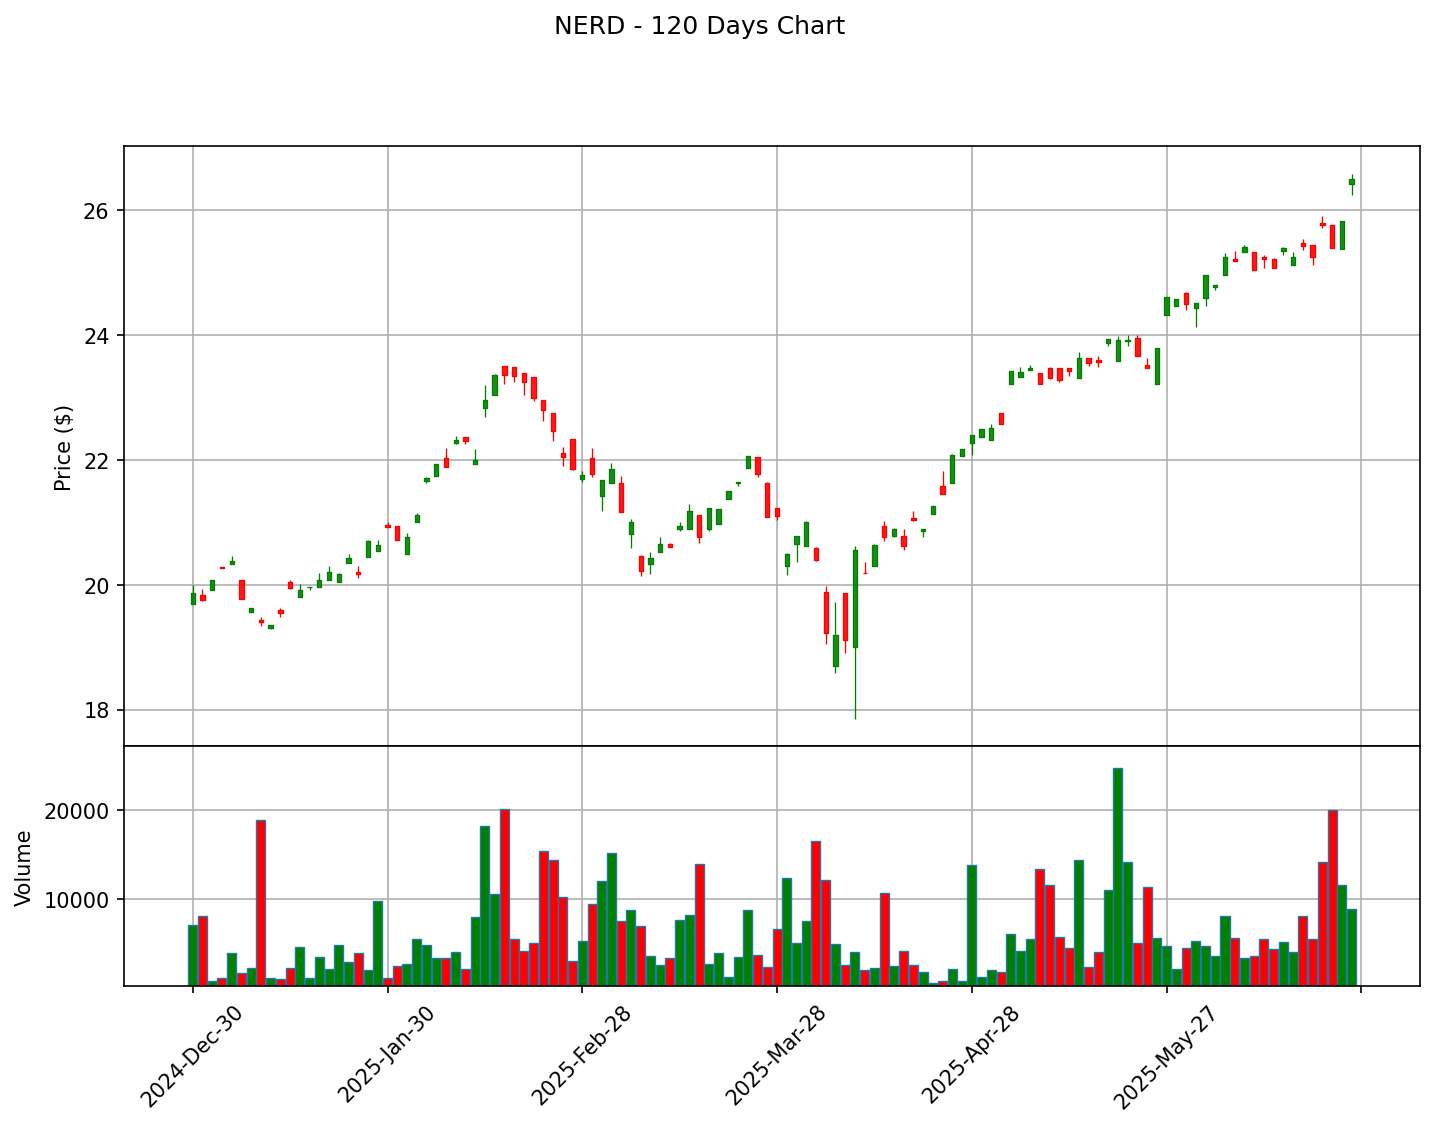 NERD - 120 Days Chart
Price ($)
26
24
22
20
18
Volume
20000
10000
2024-Dec-30
2025-Jan-30
2025-Feb-28
2025-Mar-28
2025-Apr-28
2025-May-27